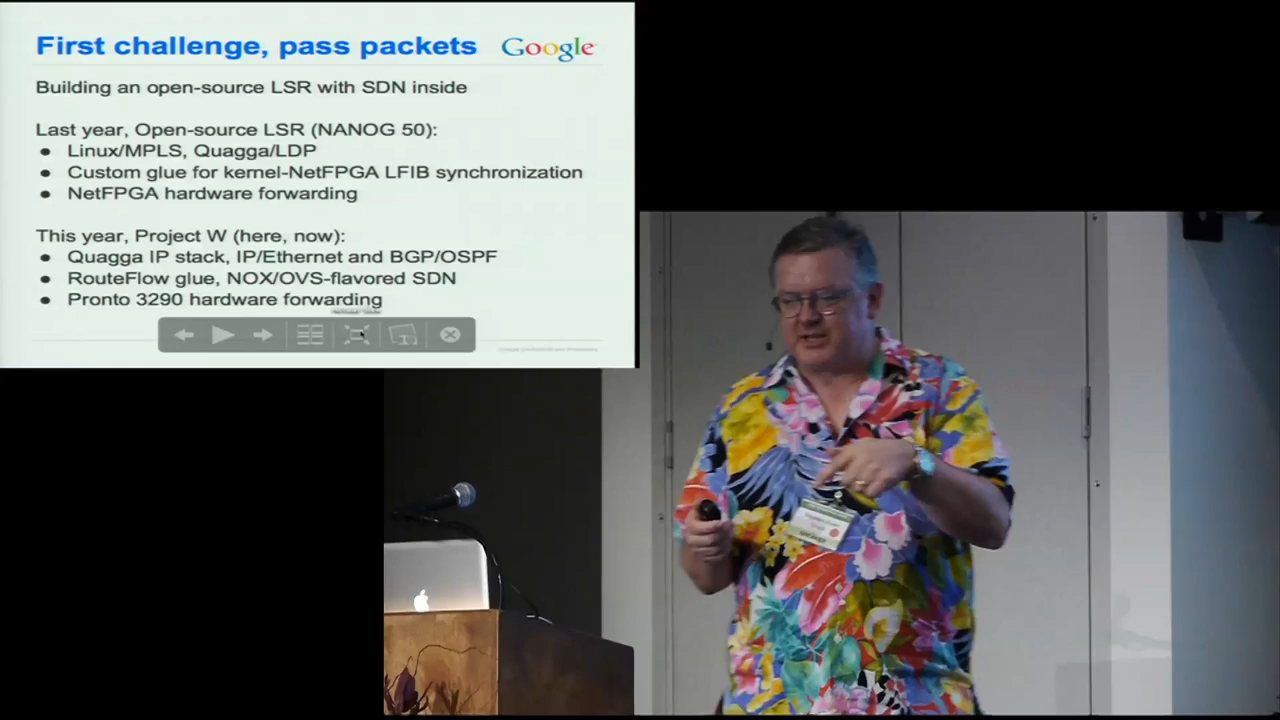 First challenge, pass packets
Google
Building an open-source LSR with SDN inside
Last year, Open-source LSR (NANOG 50):
● Linux/MPLS, Quagga/LDP
● Custom glue for kernel-NetFPGA LFIB synchronization
● NetFPGA hardware forwarding
This year, Project W (here, now):
● Quagga IP stack, IP/Ethernet and BGP/OSPF
● RouteFlow glue, NOX/OVS-flavored SDN
● Pronto 3290 hardware forwarding